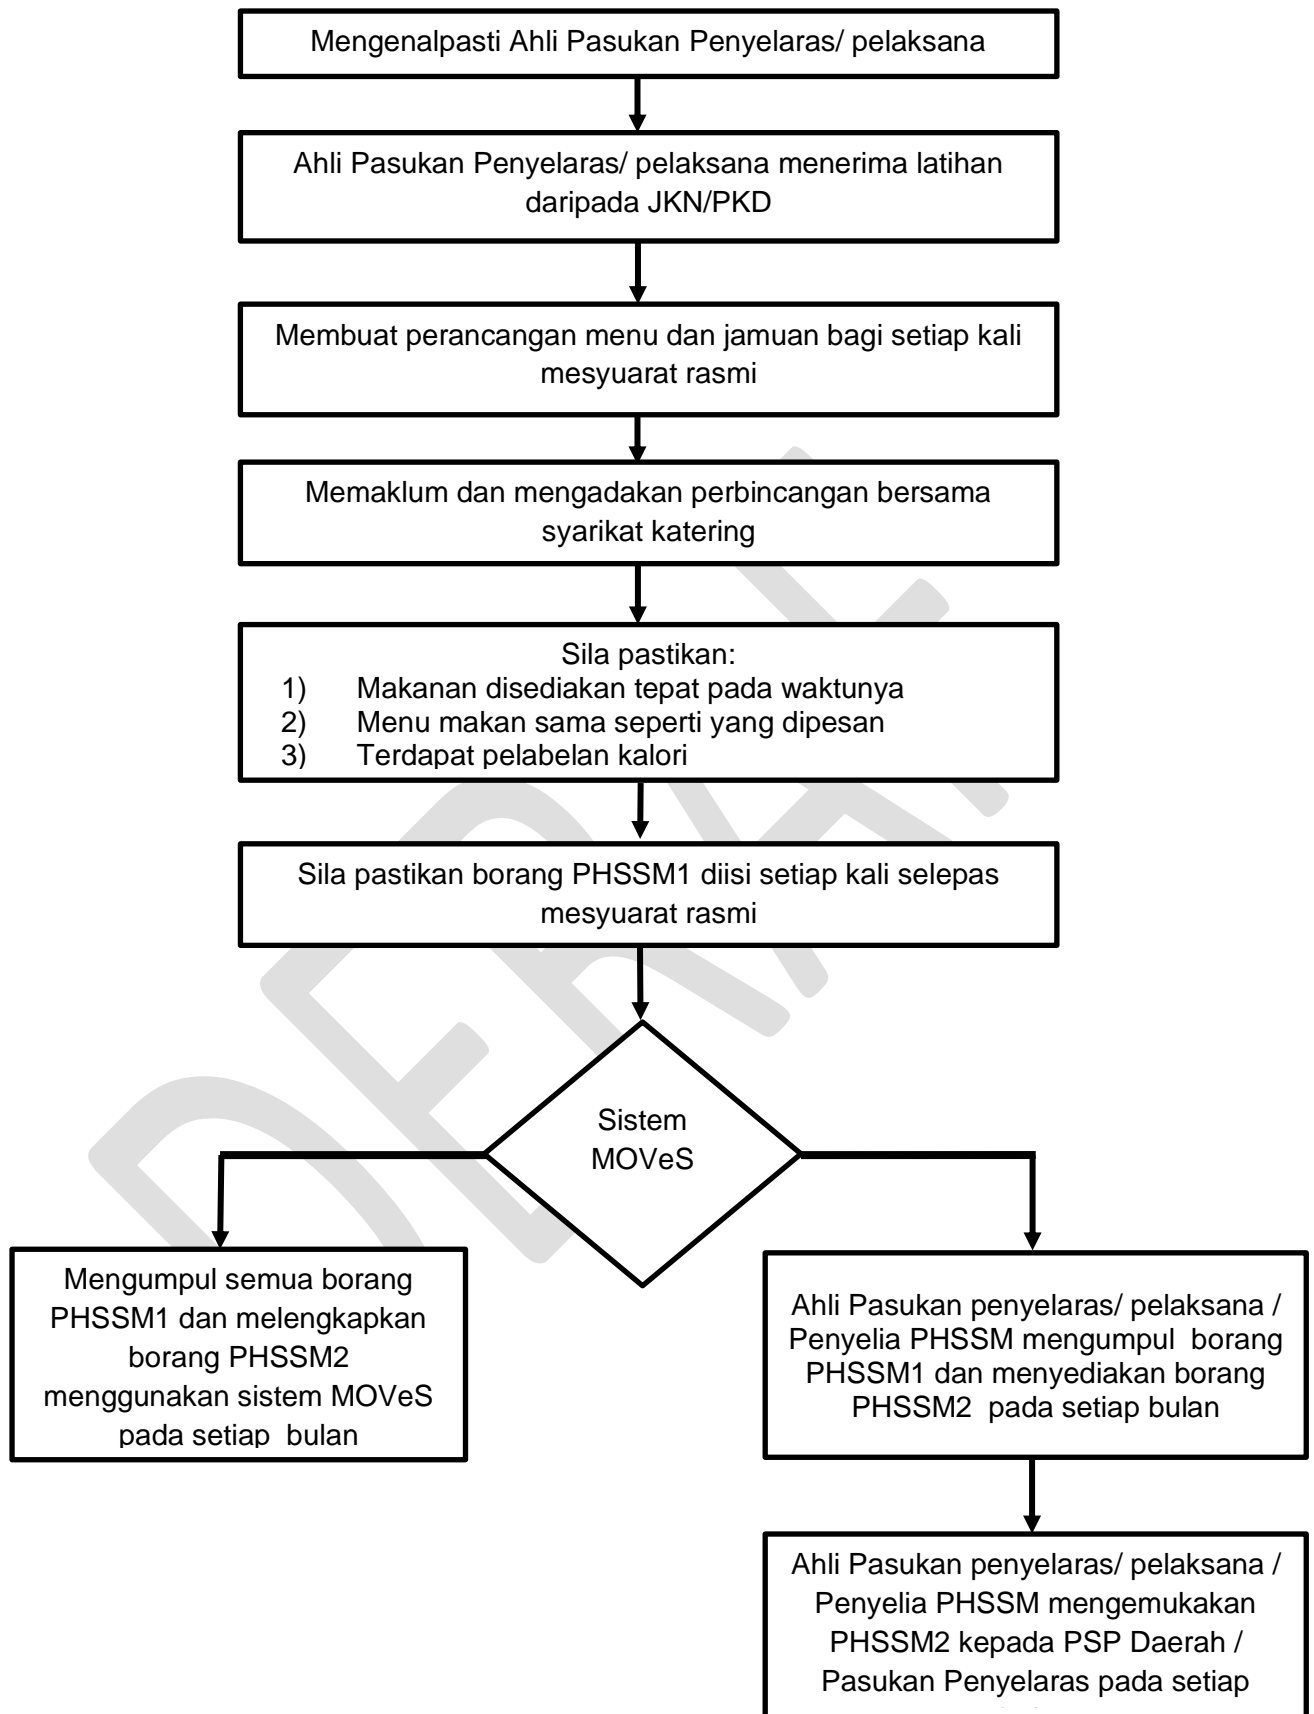 Mengenalpasti Ahli Pasukan Penyelaras/ pelaksana
Ahli Pasukan Penyelaras/ pelaksana menerima latihan
daripada JKN/PKD
Membuat perancangan menu dan jamuan bagi setiap kali
mesyuarat rasmi
Memaklum dan mengadakan perbincangan bersama
syarikat katering
Sila pastikan:
1) Makanan disediakan tepat pada waktunya
2) Menu makan sama seperti yang dipesan
3) Terdapat pelabelan kalori
Sila pastikan borang PHSSM1 diisi setiap kali selepas
mesyuarat rasmi
Sistem
MOVeS
Mengumpul semua borang
PHSSM1 dan melengkapkan
borang PHSSM2
menggunakan sistem MOVeS
pada setiap bulan
Ahli Pasukan penyelaras/ pelaksana /
Penyelia PHSSM mengumpul borang
PHSSM1 dan menyediakan borang
PHSSM2 pada setiap bulan
Ahli Pasukan penyelaras/ pelaksana /
Penyelia PHSSM mengemukakan
PHSSM2 kepada PSP Daerah /
Pasukan Penyelaras pada setiap
DERAF